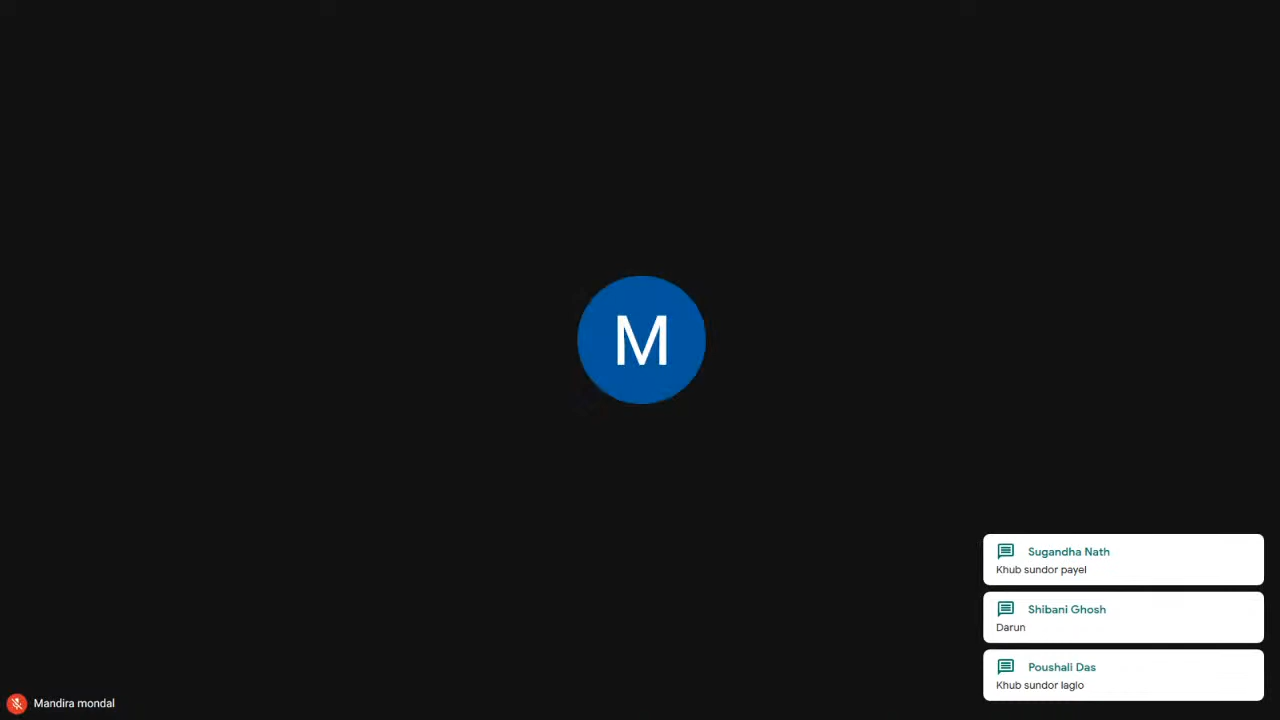 M
Sugandha Nath
Khub sundor payel
Shibani Ghosh
Darun
Poushali Das
Khub sundor laglo
Mandira mondal